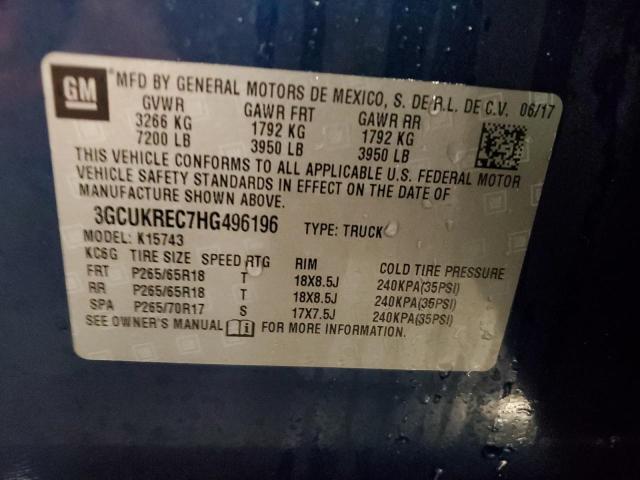 GM MFD BY GENERAL MOTORS DE MEXICO, S. DE R.L. DE C.V. 06/17
GVWR GAWR FRT GAWR RR
3266 KG 1792 KG 1792 KG
7200 LB 3950 LB 3950 LB
THIS VEHICLE CONFORMS TO ALL APPLICABLE U.S. FEDERAL MOTOR
VEHICLE SAFETY STANDARDS IN EFFECT ON THE DATE OF
MANUFACTURE SHOWN ABOVE.
3GCUKREC7HG496196 TYPE: TRUCK
MODEL: K15743
KC6G TIRE SIZE SPEED RTG RIM COLD TIRE PRESSURE
FRT P265/65R18 T 18X8.5J 240KPA(35PSI)
RR P265/65R18 T 18X8.5J 240KPA(35PSI)
SPA P265/70R17 S 17X7.5J 240KPA(35PSI)
SEE OWNER'S MANUAL FOR MORE INFORMATION.